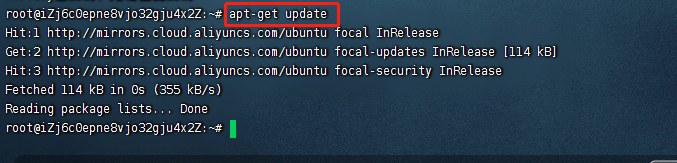 root@iZj6c0epne8vjo32gju4x2Z:~# apt-get update
Hit:1 http://mirrors.cloud.aliyuncs.com/ubuntu focal InRelease
Get:2 http://mirrors.cloud.aliyuncs.com/ubuntu focal-updates InRelease [114 kB]
Hit:3 http://mirrors.cloud.aliyuncs.com/ubuntu focal-security InRelease
Fetched 114 kB in 0s (355 kB/s)
Reading package lists... Done
root@iZj6c0epne8vjo32gju4x2Z:~#